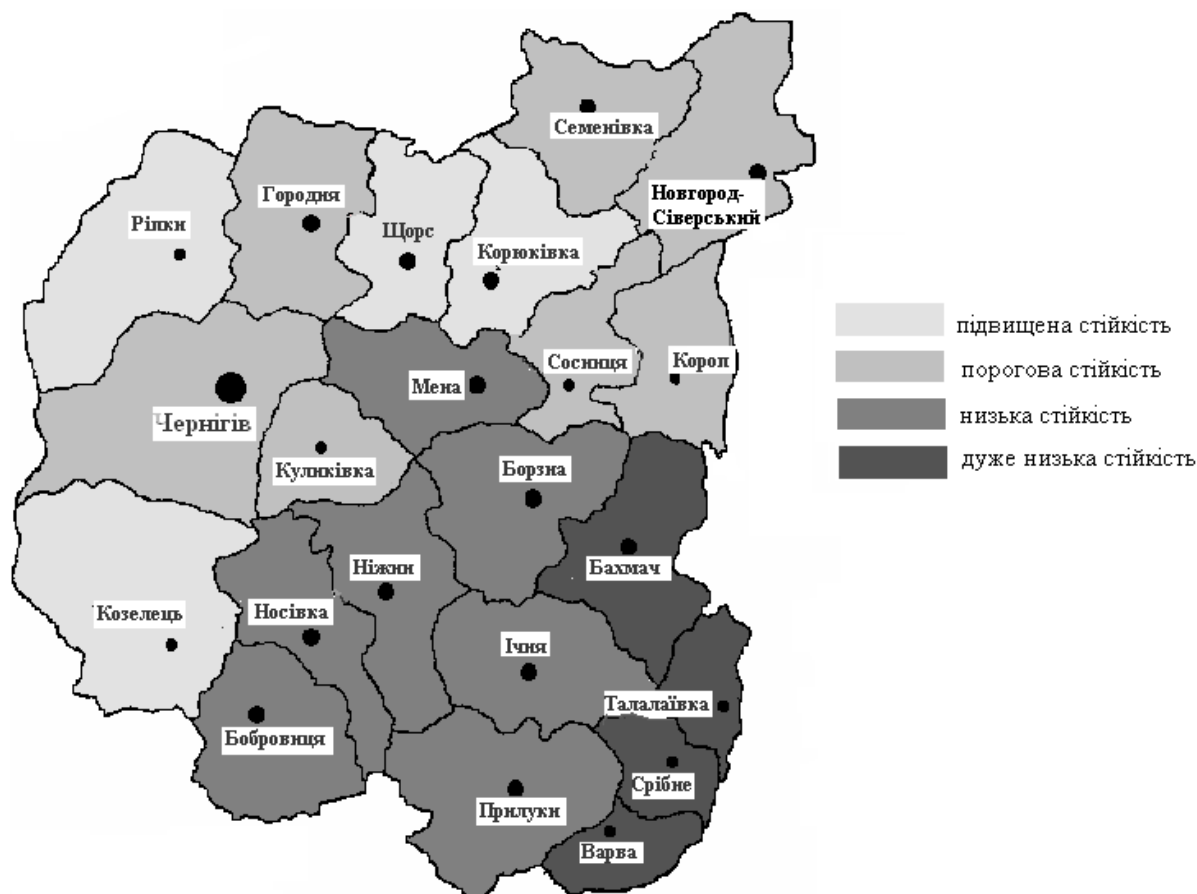 Семенівка
Новгород-
Сіверський
Городня
Ріпки
Щорс
Корюківка
Мена
Сосниця
Короп
Чернігів
Куликівка
Борзна
Ніжин
Бахмач
Козелець
Носівка
Ічня
Талалаївка
Бобровиця
Срібне
Прилуки
Варва
підвищена стійкість
порогова стійкість
низька стійкість
дуже низька стійкість